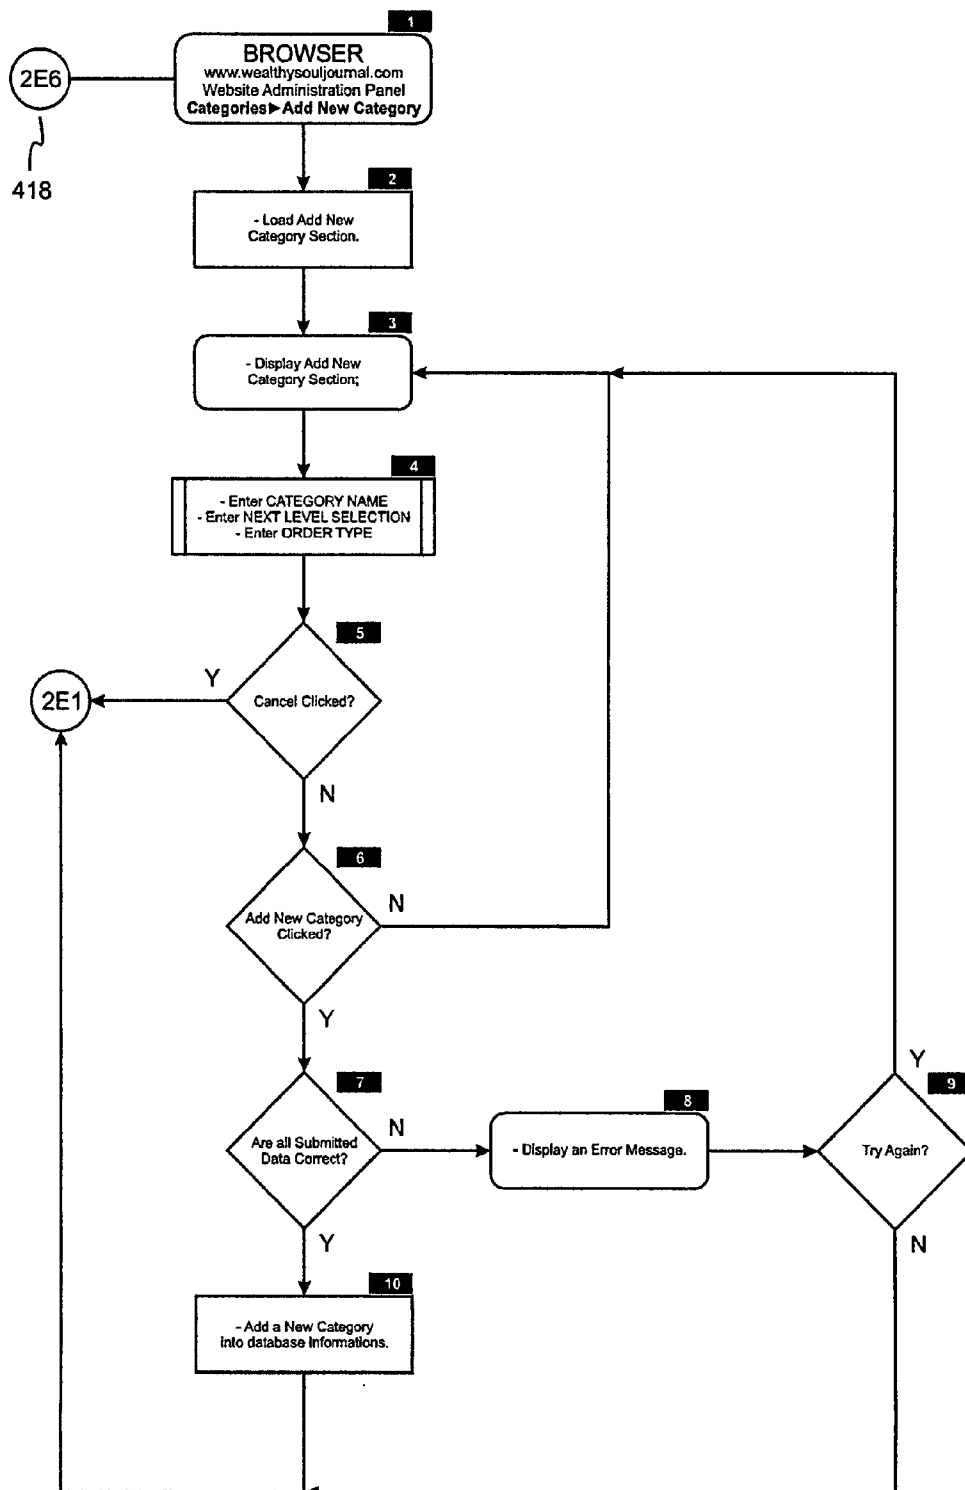 1
BROWSER
www.wealthysouljournal.com
Website Administration Panel
Categories▶Add New Category
2E6
418
2
- Load Add New
Category Section.
3
- Display Add New
Category Section;
4
- Enter CATEGORY NAME
- Enter NEXT LEVEL SELECTION
- Enter ORDER TYPE
5
Cancel Clicked?
Y
2E1
N
6
Add New Category
Clicked?
N
Y
7
Are all Submitted
Data Correct?
N
8
- Display an Error Message.
Y
9
Try Again?
N
Y
10
- Add a New Category
into database informations.